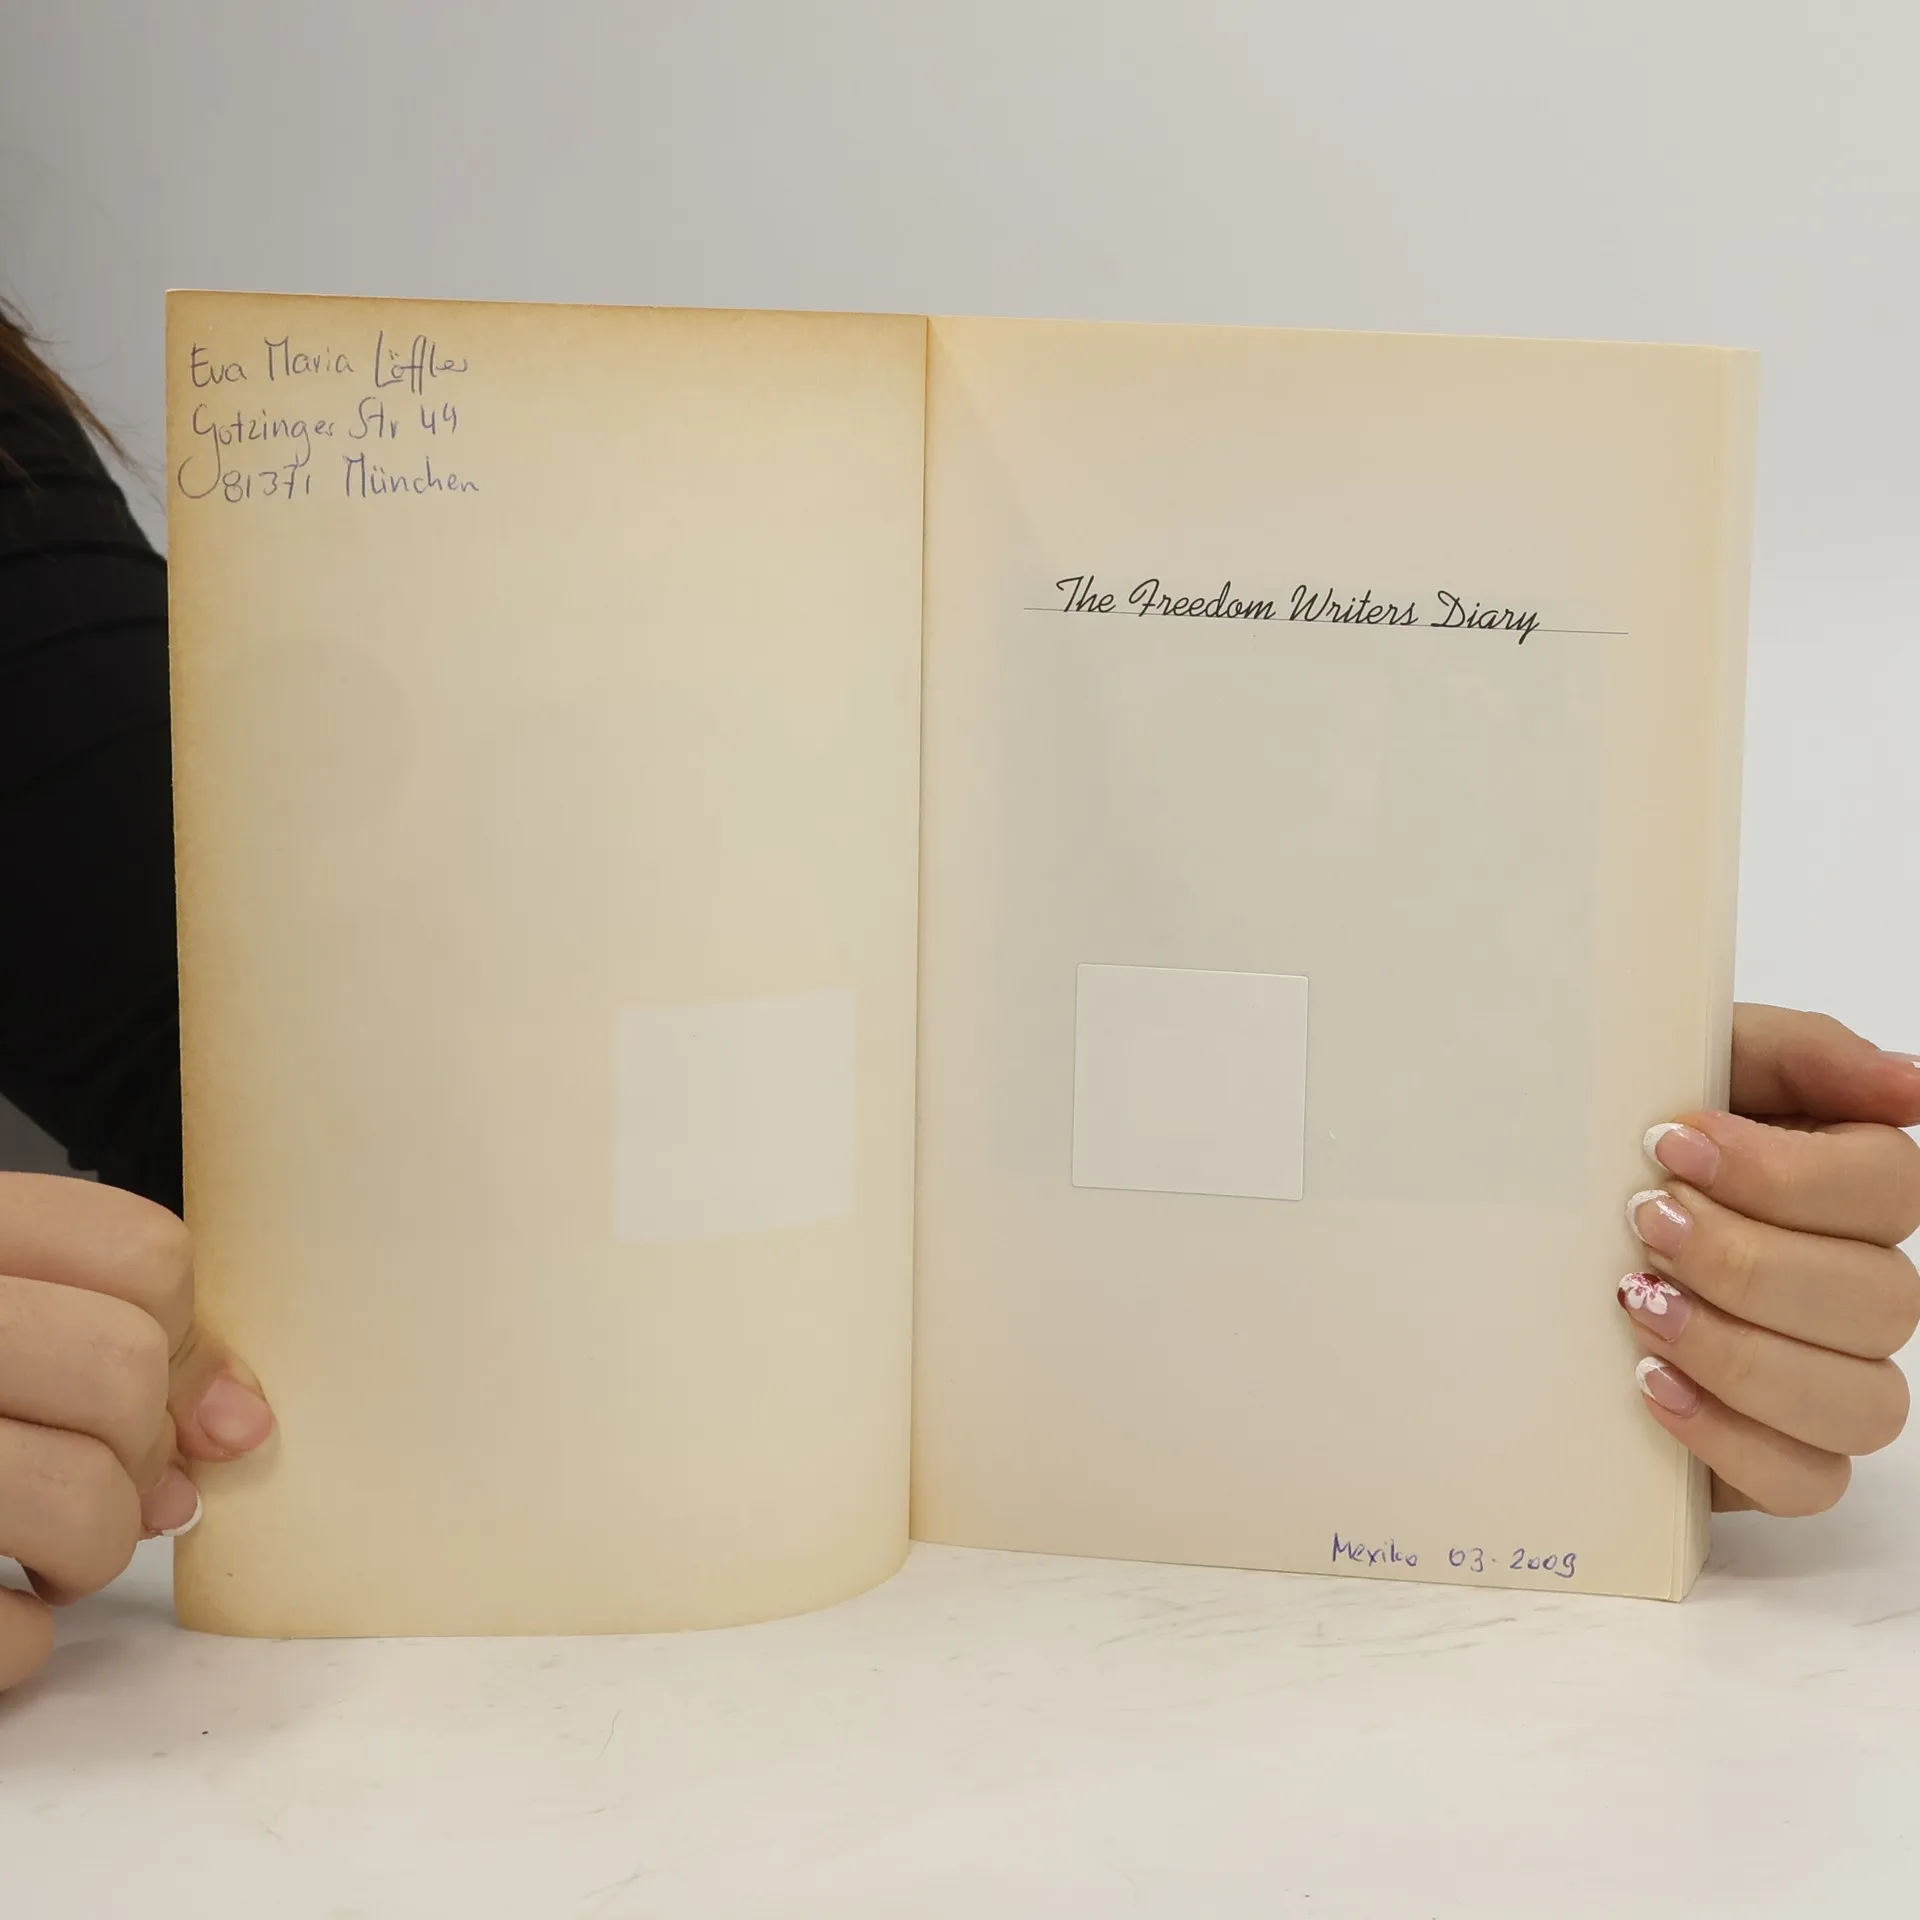 Eva Maria Löffler
Gotzinger Str 44
81371 München
The Freedom Writers Diary
Mexiko 03-2009